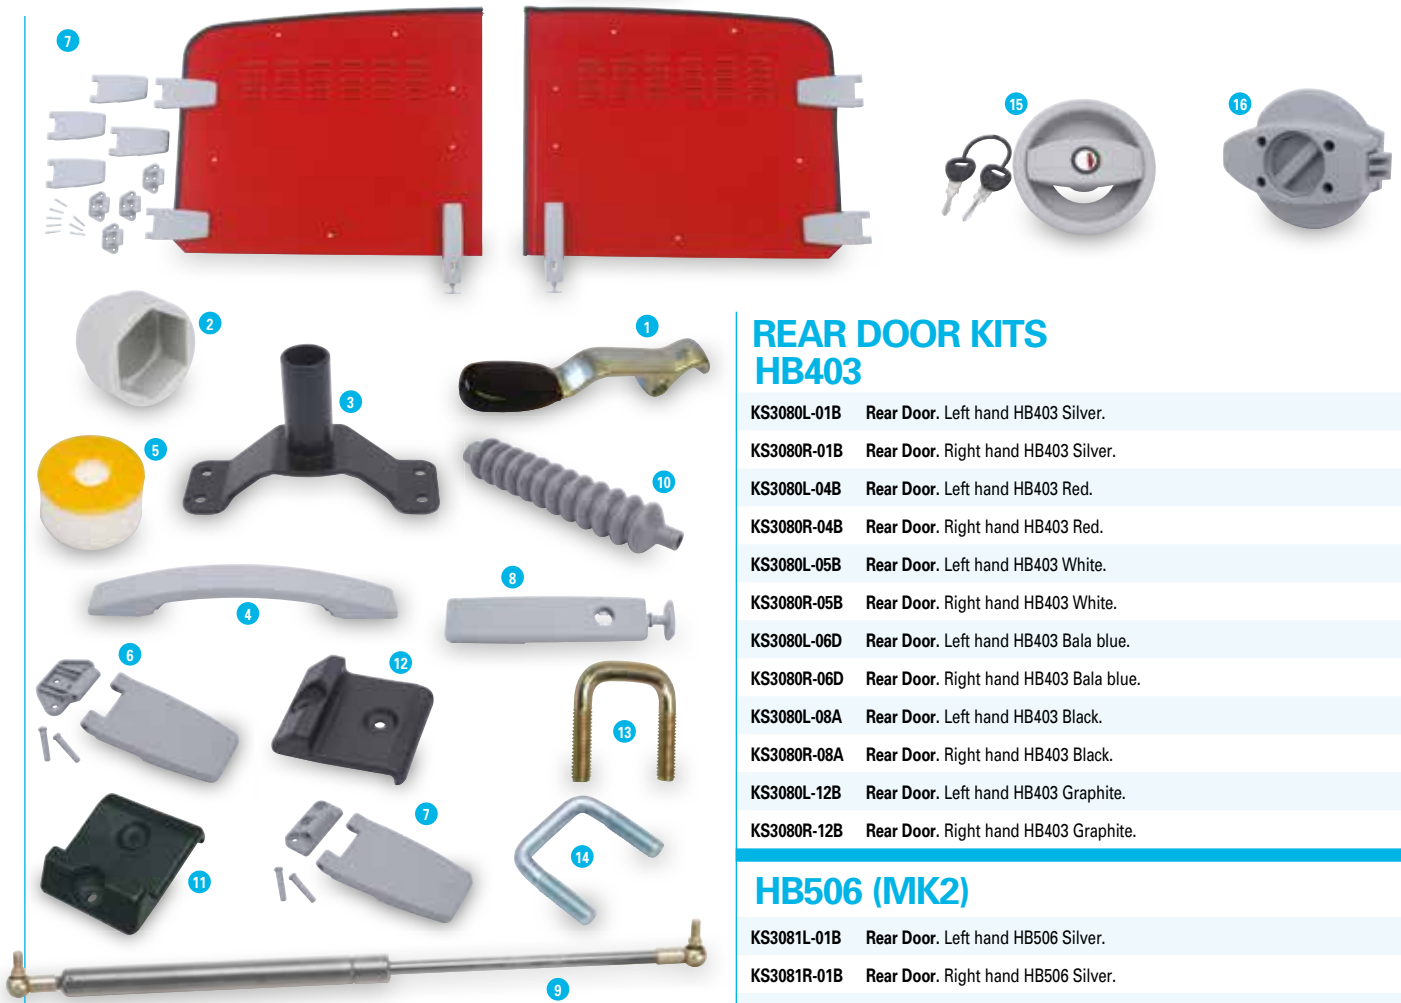 7
15
16
2
1
3
5
10
8
4
6
12
13
7
14
11
9
REAR DOOR KITS
HB403
KS3080L-01B Rear Door. Left hand HB403 Silver.
KS3080R-01B Rear Door. Right hand HB403 Silver.
KS3080L-04B Rear Door. Left hand HB403 Red.
KS3080R-04B Rear Door. Right hand HB403 Red.
KS3080L-05B Rear Door. Left hand HB403 White.
KS3080R-05B Rear Door. Right hand HB403 White.
KS3080L-06D Rear Door. Left hand HB403 Bala blue.
KS3080R-06D Rear Door. Right hand HB403 Bala blue.
KS3080L-08A Rear Door. Left hand HB403 Black.
KS3080R-08A Rear Door. Right hand HB403 Black.
KS3080L-12B Rear Door. Left hand HB403 Graphite.
KS3080R-12B Rear Door. Right hand HB403 Graphite.
HB506 (MK2)
KS3081L-01B Rear Door. Left hand HB506 Silver.
KS3081R-01B Rear Door. Right hand HB506 Silver.